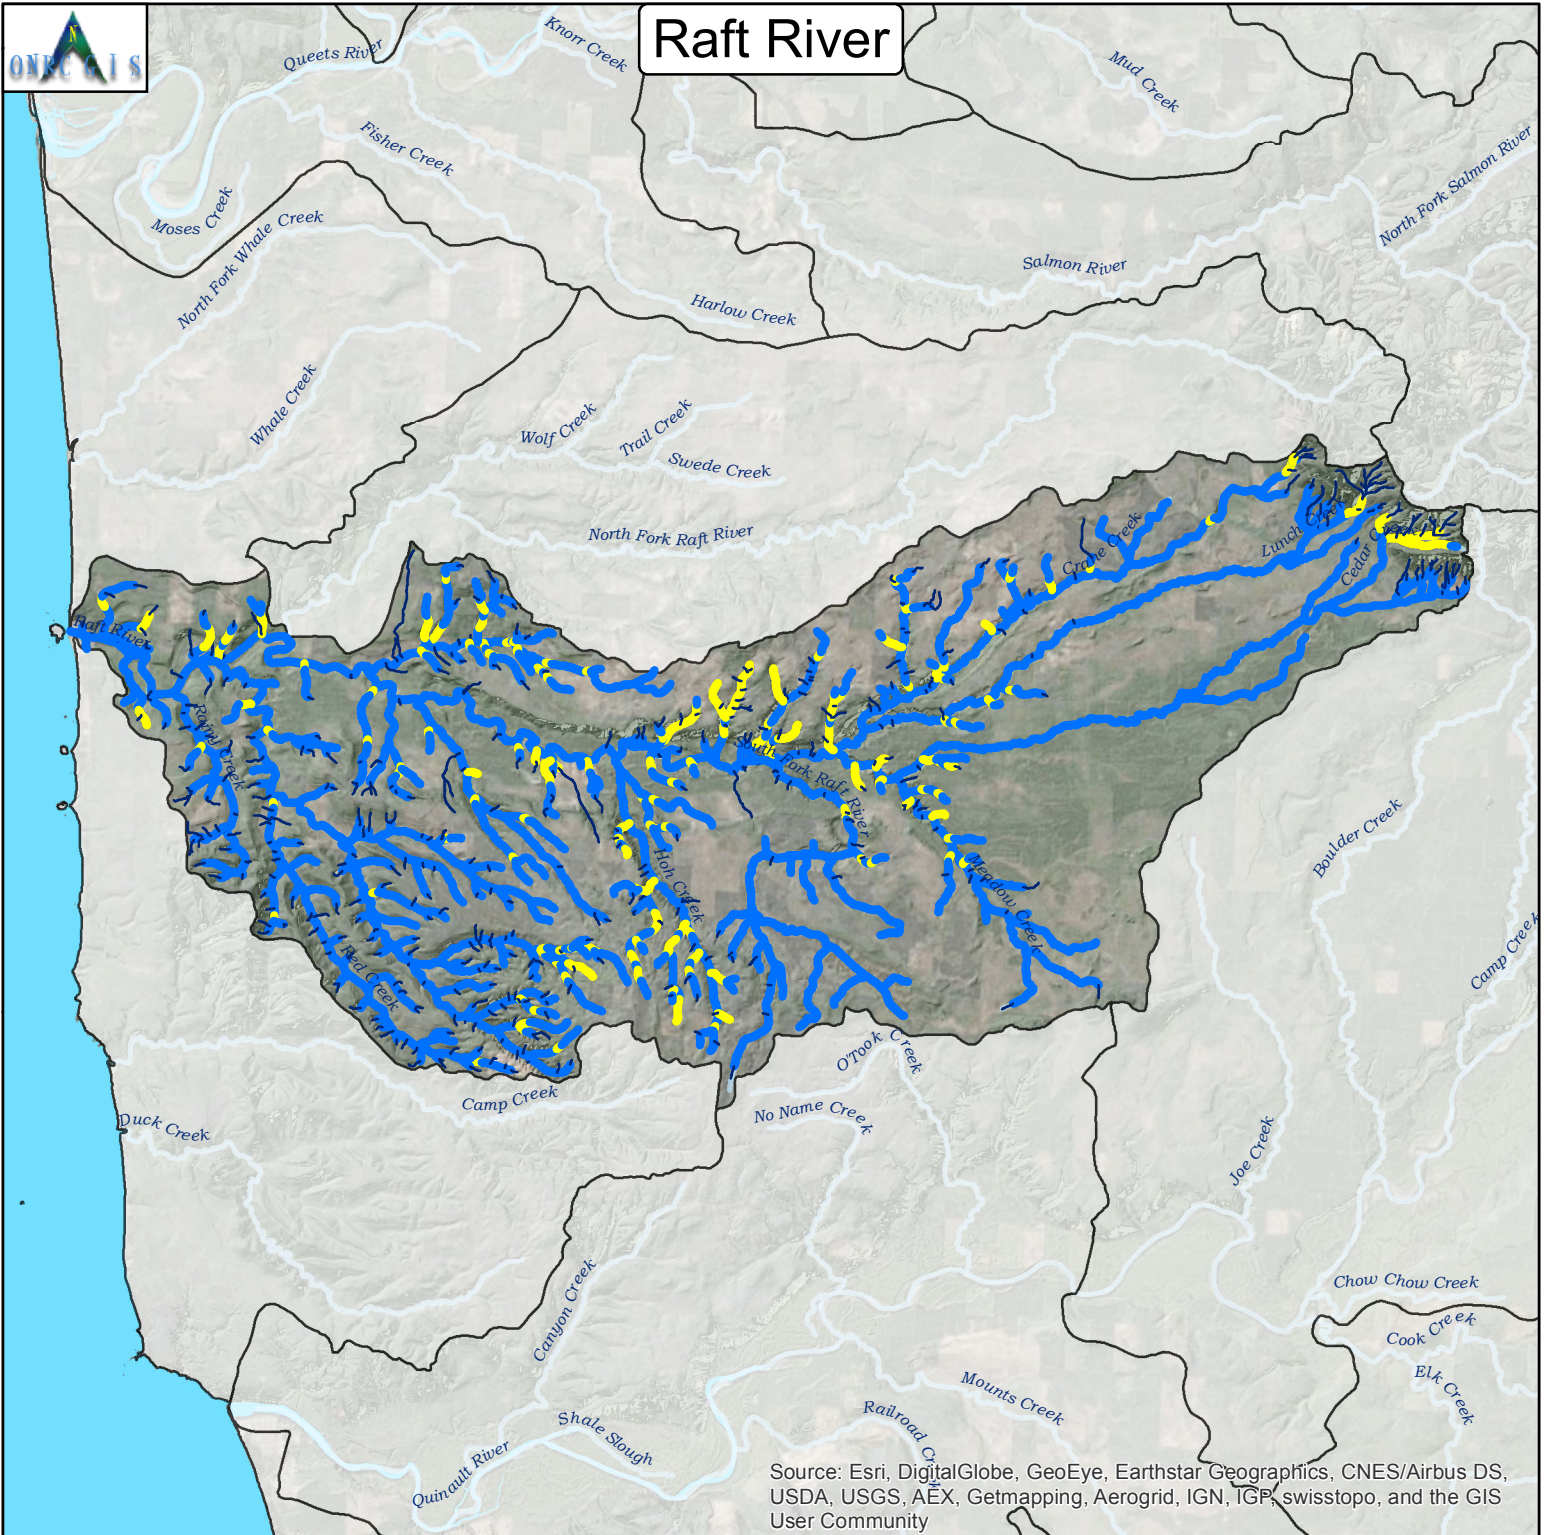 N
ONRC GIS
Raft River
Queets River
Knorr Creek
Mud Creek
Fisher Creek
North Fork Salmon River
Moses Creek
North Fork Whale Creek
Salmon River
Harlow Creek
Whale Creek
Wolf Creek
Trail Creek
Swede Creek
North Fork Raft River
Crane Creek
Lunch Creek
Cedar Creek
Raft River
Rainy Creek
South Fork Raft River
Boulder Creek
Hoh Creek
Meadow Creek
Camp Creek
Red Creek
O'Took Creek
Camp Creek
No Name Creek
Duck Creek
Joe Creek
Canyon Creek
Chow Chow Creek
Cook Creek
Elk Creek
Mounts Creek
Railroad Creek
Shale Slough
Quinault River
Source: Esri, DigitalGlobe, GeoEye, Earthstar Geographics, CNES/Airbus DS,
USDA, USGS, AEX, Getmapping, Aerogrid, IGN, IGP, swisstopo, and the GIS
User Community